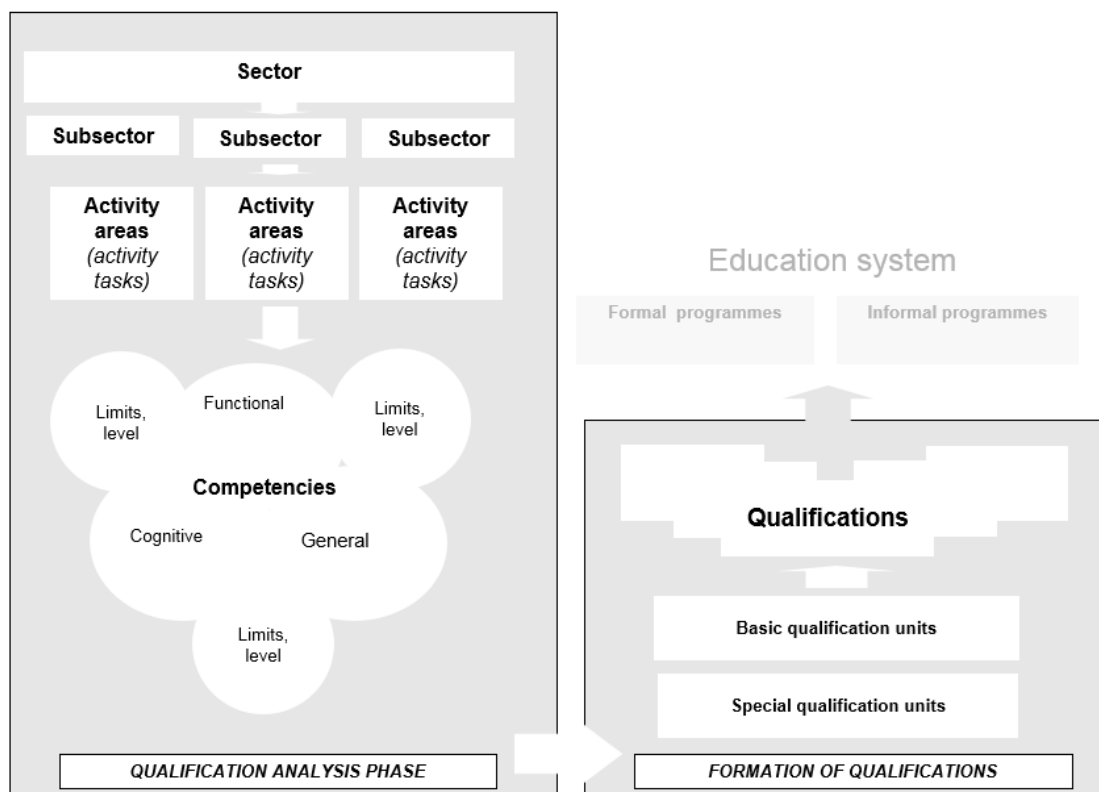 Sector
Subsector
Subsector
Subsector
Activity
areas
(activity
tasks)
Activity
areas
(activity
tasks)
Activity
areas
(activity
tasks)
Limits,
level
Functional
Limits,
level
Competencies
Cognitive
General
Limits,
level
QUALIFICATION ANALYSIS PHASE
Education system
Formal programmes
Informal programmes
Qualifications
Basic qualification units
Special qualification units
FORMATION OF QUALIFICATIONS